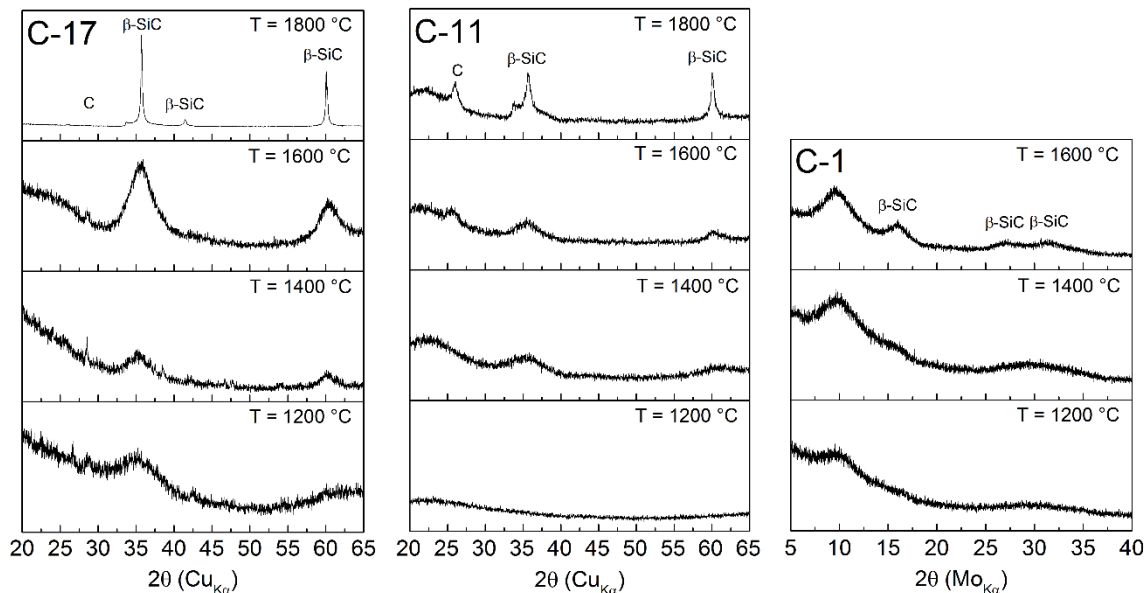 C-17
T = 1800 °C
β-SiC
C
β-SiC
β-SiC
T = 1600 °C
T = 1400 °C
T = 1200 °C
20 25 30 35 40 45 50 55 60 65
2θ (CuKα)
C-11
T = 1800 °C
C
β-SiC
β-SiC
T = 1600 °C
T = 1400 °C
T = 1200 °C
20 25 30 35 40 45 50 55 60 65
2θ (CuKα)
C-1
T = 1600 °C
β-SiC
β-SiC β-SiC
T = 1400 °C
T = 1200 °C
5 10 15 20 25 30 35 40
2θ (MoKα)